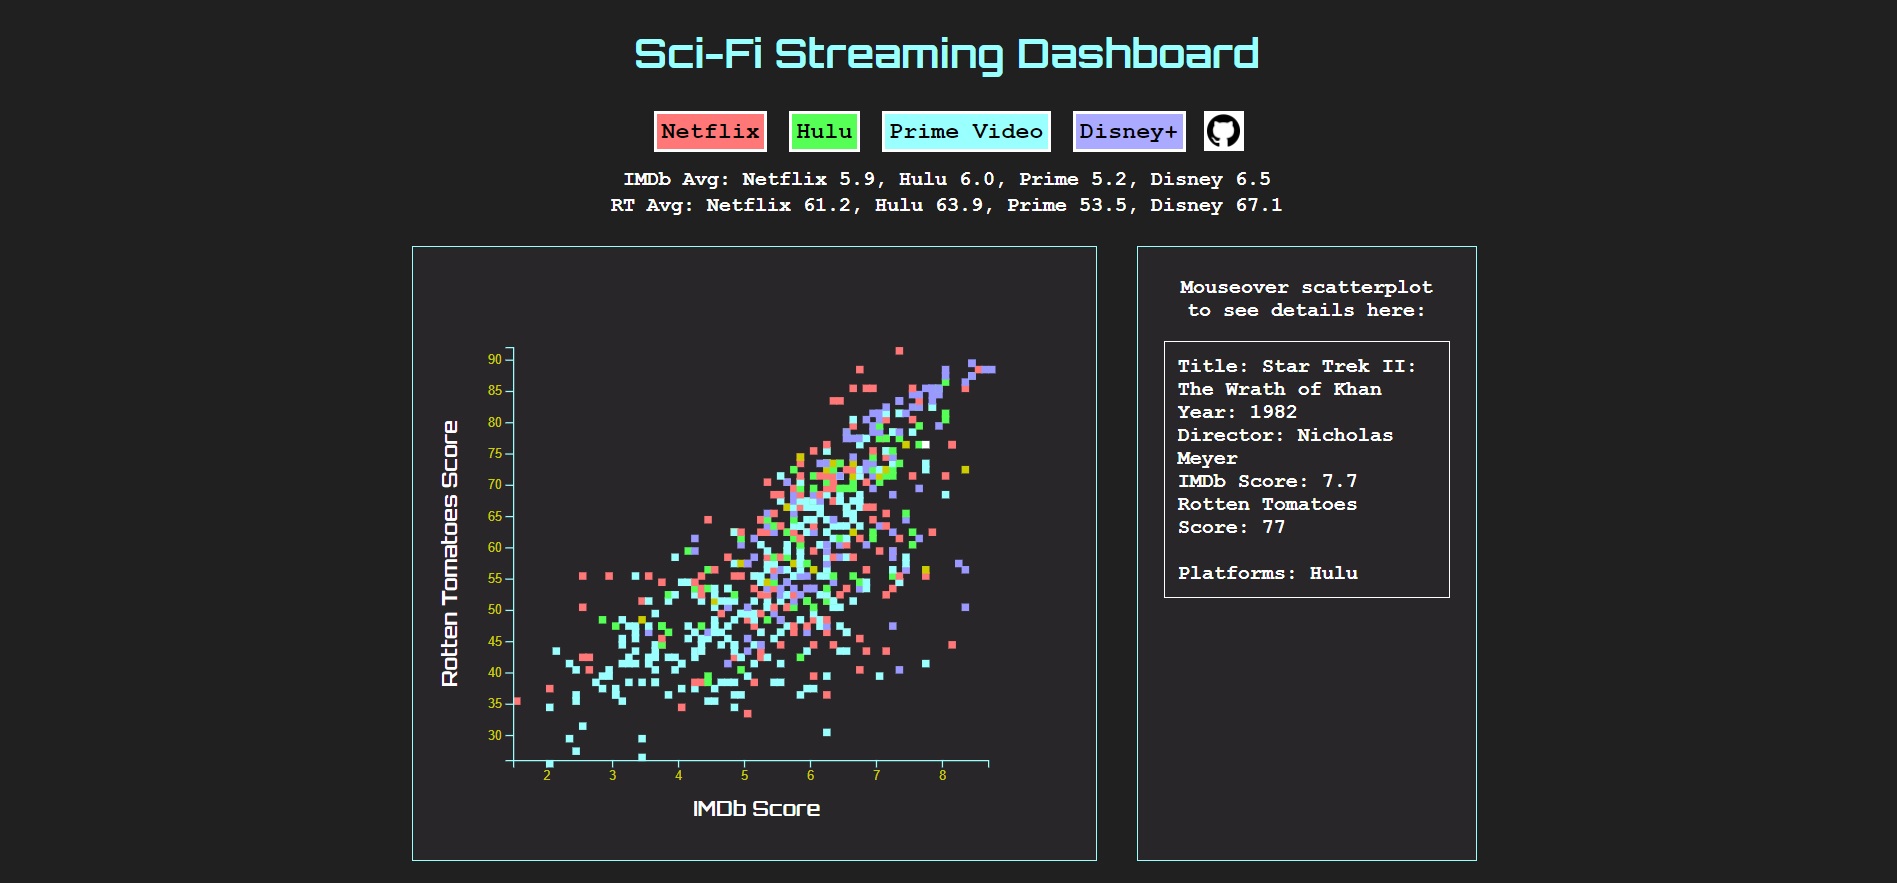 Sci-Fi Streaming Dashboard
Netflix Hulu Prime Video Disney+
IMDb Avg: Netflix 5.9, Hulu 6.0, Prime 5.2, Disney 6.5
RT Avg: Netflix 61.2, Hulu 63.9, Prime 53.5, Disney 67.1
Rotten Tomatoes Score
90
85
80
75
70
65
60
55
50
45
40
35
30
2 3 4 5 6 7 8
IMDb Score
Mouseover scatterplot
to see details here:
Title: Star Trek II:
The Wrath of Khan
Year: 1982
Director: Nicholas
Meyer
IMDb Score: 7.7
Rotten Tomatoes
Score: 77
Platforms: Hulu